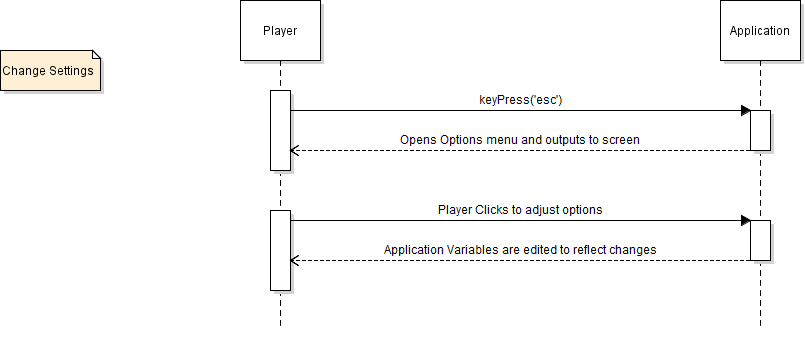 Player
Application
Change Settings
keyPress('esc')
Opens Options menu and outputs to screen
Player Clicks to adjust options
Application Variables are edited to reflect changes